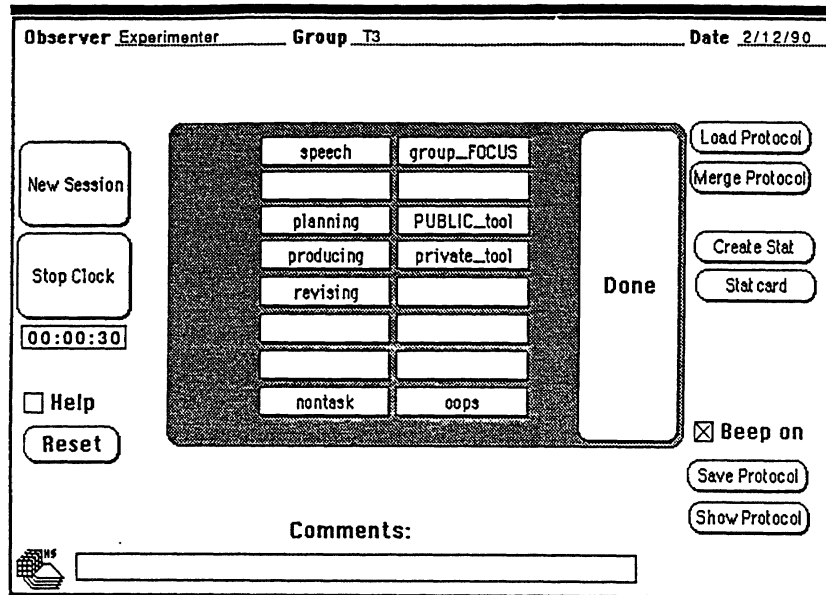 Observer Experimenter Group T3 Date 2/12/90
New Session
Stop Clock
00:00:30
Help
Reset
speech group_FOCUS
planning PUBLIC_tool
producing private_tool
revising
nontask oops
Done
Load Protocol
Merge Protocol
Create Stat
Stat card
Beep on
Save Protocol
Show Protocol
Comments:
HS